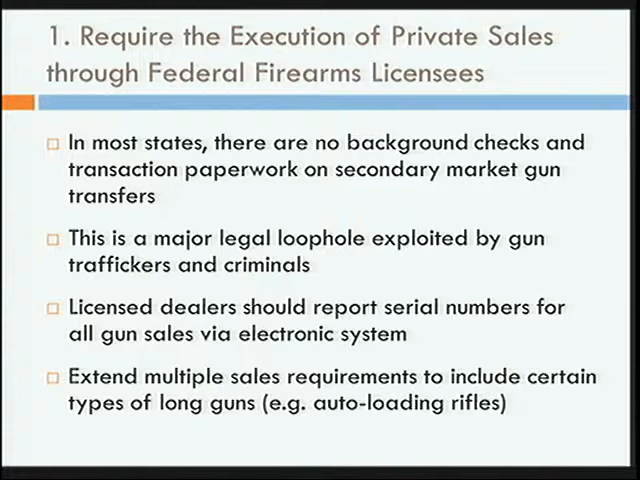 1. Require the Execution of Private Sales
through Federal Firearms Licensees
In most states, there are no background checks and
transaction paperwork on secondary market gun
transfers
This is a major legal loophole exploited by gun
traffickers and criminals
Licensed dealers should report serial numbers for
all gun sales via electronic system
Extend multiple sales requirements to include certain
types of long guns (e.g. auto-loading rifles)